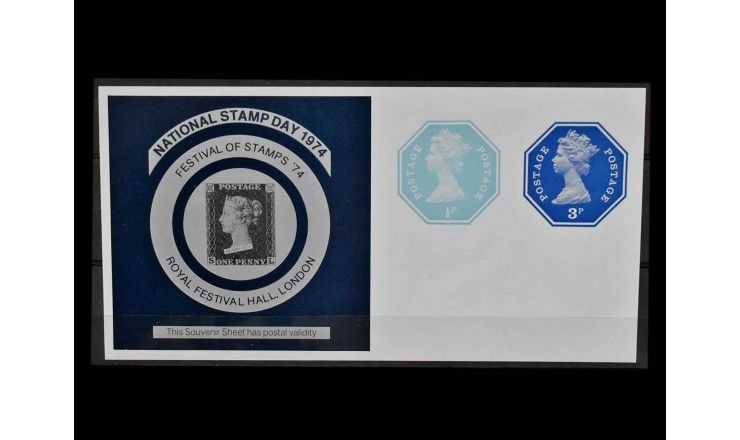 NATIONAL STAMP DAY 1974
FESTIVAL OF STAMPS '74
POSTAGE
S ONE PENNY L
ROYAL FESTIVAL HALL, LONDON
This Souvenir Sheet has postal validity
POSTAGE POSTAGE
½P
POSTAGE POSTAGE
3P